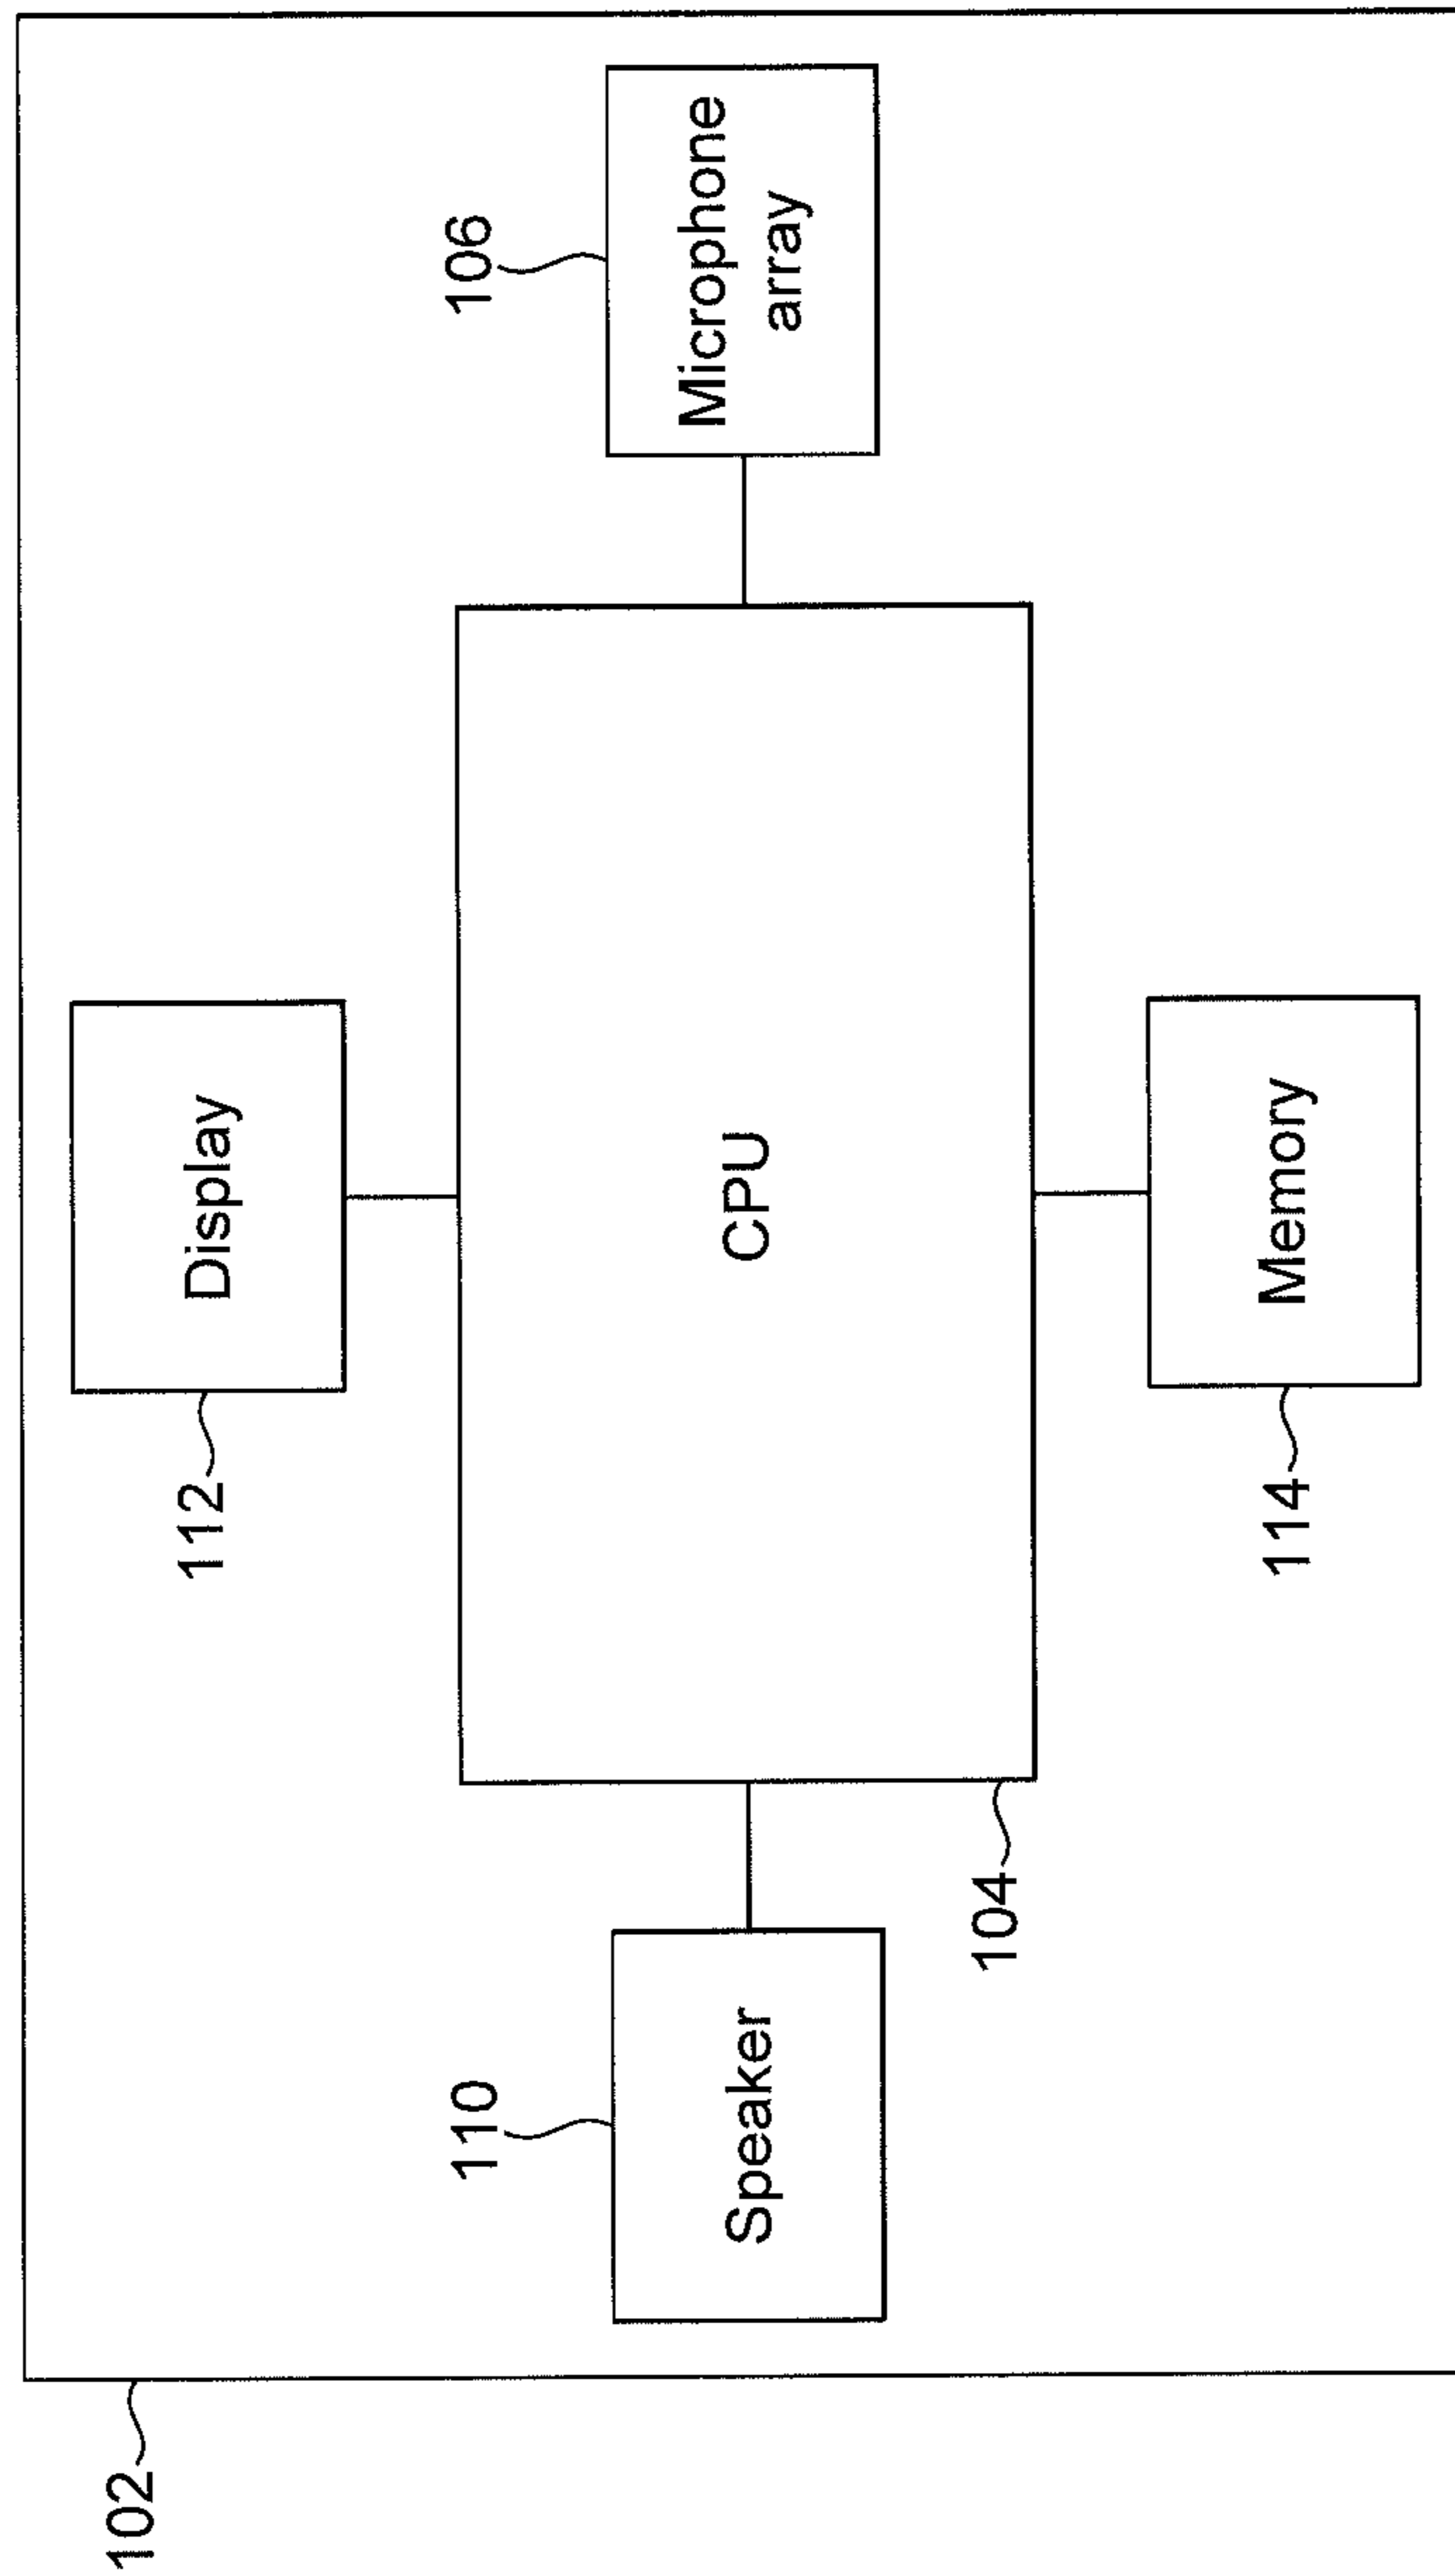 112
Display
110
Speaker
CPU
106
Microphone
array
104
114
Memory
102